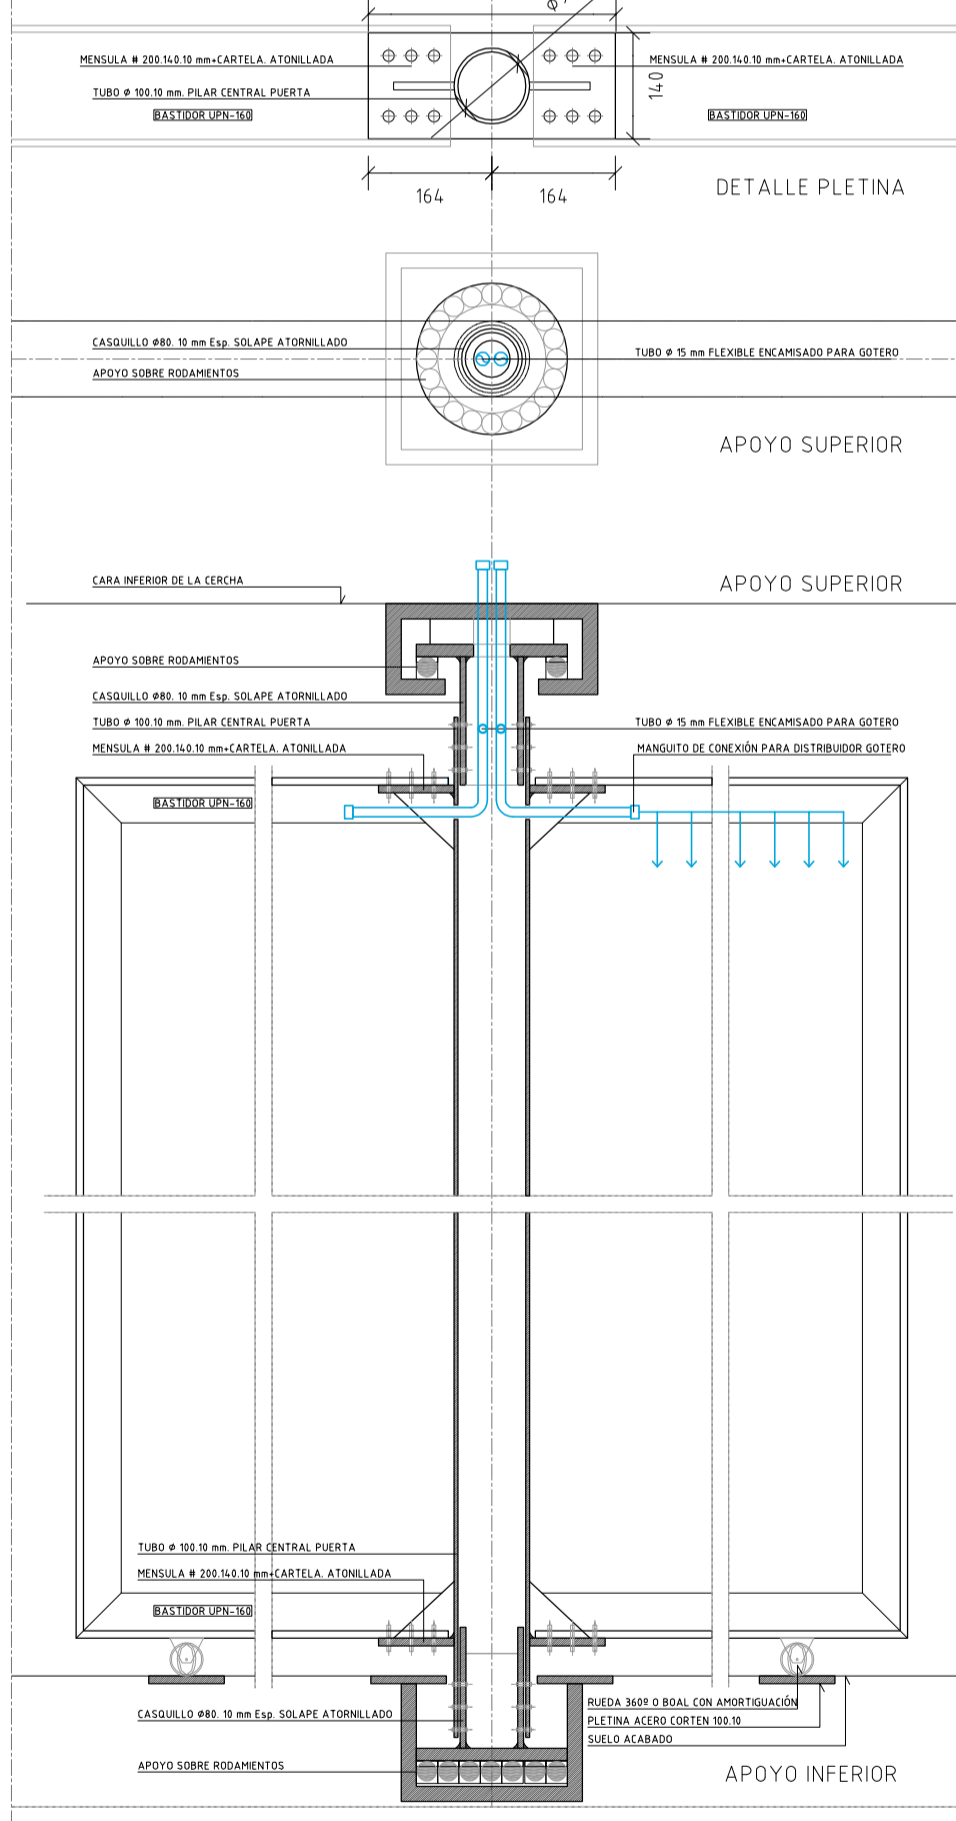 MENSULA # 200.140.10 mm+CARTELA. ATONILLADA
MENSULA # 200.140.10 mm+CARTELA. ATONILLADA
TUBO Ø 100.10 mm. PILAR CENTRAL PUERTA
BASTIDOR UPN-160
BASTIDOR UPN-160
140
164
164
DETALLE PLETINA
CASQUILLO Ø80. 10 mm Esp. SOLAPE ATORNILLADO
TUBO Ø 15 mm FLEXIBLE ENCAMISADO PARA GOTERO
APOYO SOBRE RODAMIENTOS
APOYO SUPERIOR
CARA INFERIOR DE LA CERCHA
APOYO SUPERIOR
APOYO SOBRE RODAMIENTOS
CASQUILLO Ø80. 10 mm Esp. SOLAPE ATORNILLADO
TUBO Ø 100.10 mm. PILAR CENTRAL PUERTA
TUBO Ø 15 mm FLEXIBLE ENCAMISADO PARA GOTERO
MENSULA # 200.140.10 mm+CARTELA. ATONILLADA
MANGUITO DE CONEXIÓN PARA DISTRIBUIDOR GOTERO
BASTIDOR UPN-160
TUBO Ø 100.10 mm. PILAR CENTRAL PUERTA
MENSULA # 200.140.10 mm+CARTELA. ATONILLADA
BASTIDOR UPN-160
RUEDA 360º O BOAL CON AMORTIGUACIÓN
CASQUILLO Ø80. 10 mm Esp. SOLAPE ATORNILLADO
PLETINA ACERO CORTEN 100.10
SUELO ACABADO
APOYO SOBRE RODAMIENTOS
APOYO INFERIOR